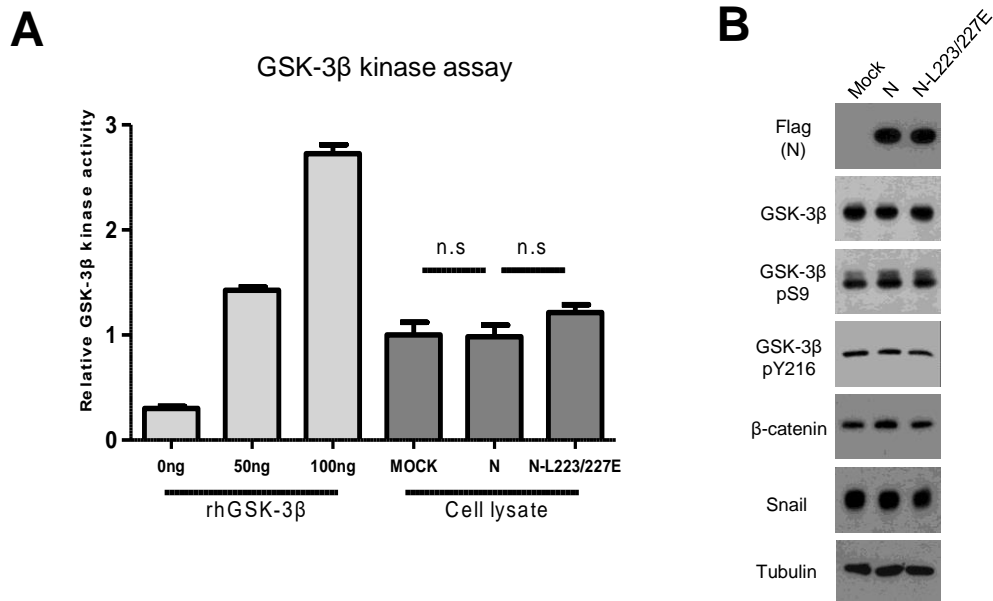 A
GSK-3β kinase assay
Relative GSK-3β kinase activity
3
2
1
0
n.s
n.s
0ng
50ng
100ng
MOCK
N
N-L223/227E
rhGSK-3β
Cell lysate
B
Mock
N
N-L223/227E
Flag
(N)
GSK-3β
GSK-3β
pS9
GSK-3β
pY216
β-catenin
Snail
Tubulin